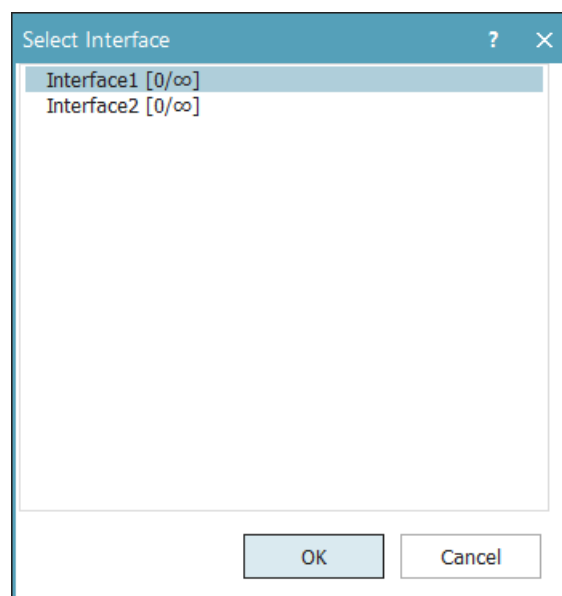 Select Interface ? ×
Interface1 [0/∞]
Interface2 [0/∞]
OK Cancel